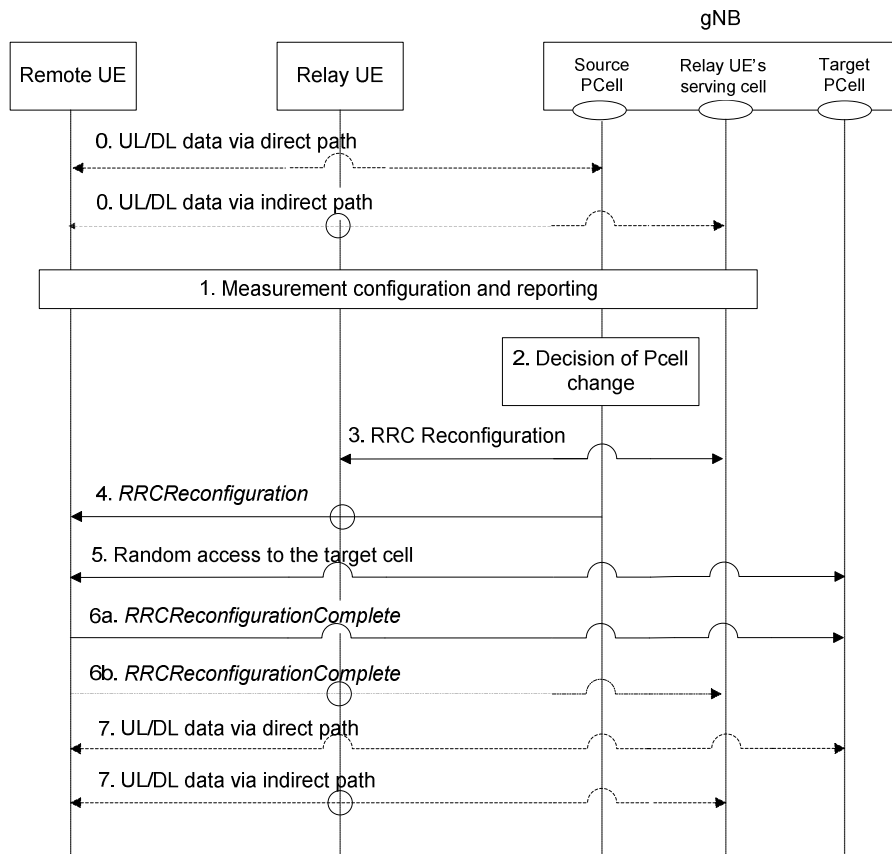 gNB
Remote UE
Relay UE
Source
PCell
Relay UE's
serving cell
Target
PCell
0. UL/DL data via direct path
0. UL/DL data via indirect path
1. Measurement configuration and reporting
2. Decision of Pcell
change
3. RRC Reconfiguration
4. RRCReconfiguration
5. Random access to the target cell
6a. RRCReconfigurationComplete
6b. RRCReconfigurationComplete
7. UL/DL data via direct path
7. UL/DL data via indirect path